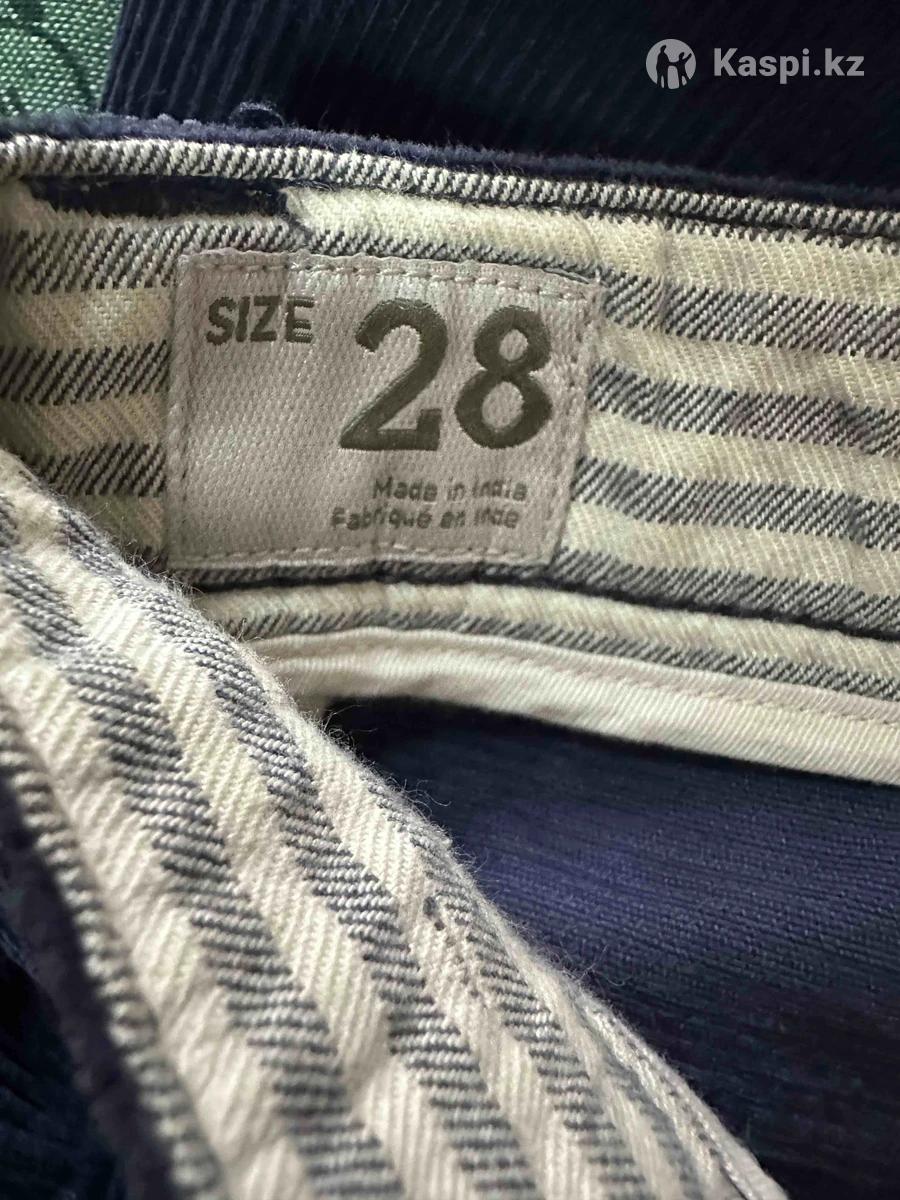 Kaspi.kz
SIZE 28
Made in India
Fabriqué en Inde